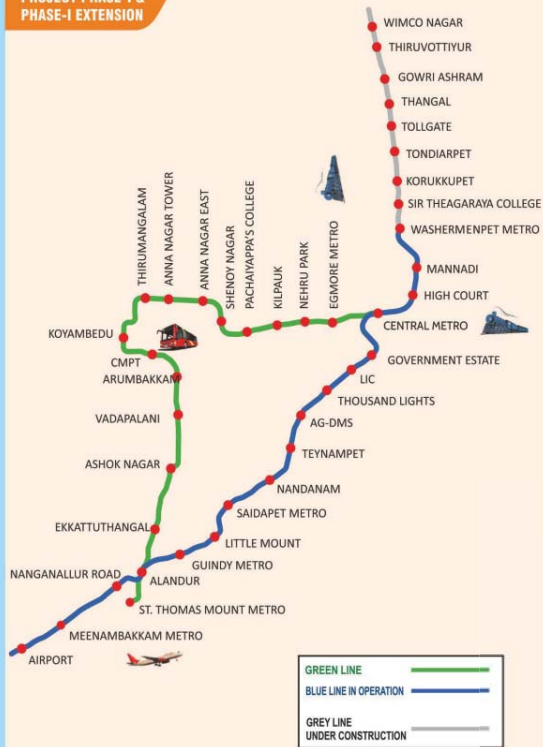 PHASE-I EXTENSION
WIMCO NAGAR
THIRUVOTTIYUR
GOWRI ASHRAM
THANGAL
TOLLGATE
TONDIARPET
KORUKKUPET
SIR THEAGARAYA COLLEGE
WASHERMENPET METRO
MANNADI
HIGH COURT
CENTRAL METRO
THIRUMANGALAM
ANNA NAGAR TOWER
ANNA NAGAR EAST
SHENOY NAGAR
PACHAIYAPPA'S COLLEGE
KILPAUK
NEHRU PARK
EGMORE METRO
KOYAMBEDU
CMPT
ARUMBAKKAM
VADAPALANI
ASHOK NAGAR
EKKATTUTHANGAL
GOVERNMENT ESTATE
LIC
THOUSAND LIGHTS
AG-DMS
TEYNAMPET
NANDANAM
SAIDAPET METRO
LITTLE MOUNT
GUINDY METRO
ALANDUR
NANGANALLUR ROAD
ST. THOMAS MOUNT METRO
MEENAMBAKKAM METRO
AIRPORT
GREEN LINE
BLUE LINE IN OPERATION
GREY LINE
UNDER CONSTRUCTION